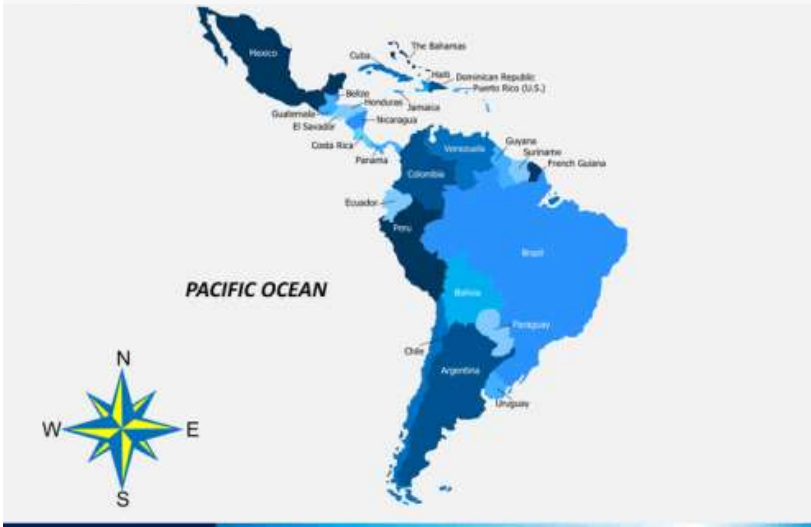 Mexico
Cuba
The Bahamas
Haiti
Dominican Republic
Puerto Rico (U.S.)
Jamaica
Belize
Honduras
Guatemala
El Savador
Nicaragua
Costa Rica
Panama
Venezuela
Guyana
Suriname
French Guiana
Colombia
Ecuador
Peru
Brazil
PACIFIC OCEAN
Bolivia
Paraguay
Chile
Argentina
Uruguay
N
W
E
S